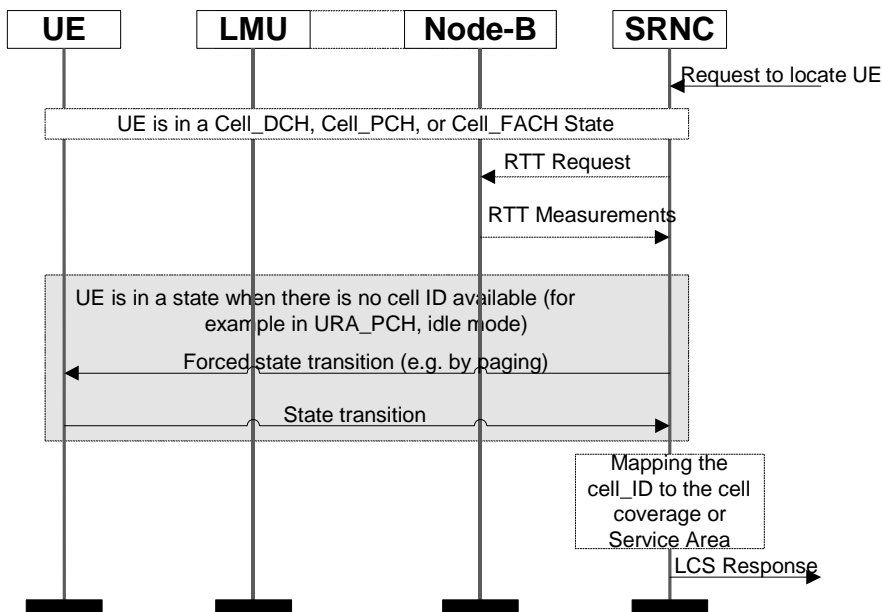 UE LMU Node-B SRNC
Request to locate UE
UE is in a Cell_DCH, Cell_PCH, or Cell_FACH State
RTT Request
RTT Measurements
UE is in a state when there is no cell ID available (for
example in URA_PCH, idle mode)
Forced state transition (e.g. by paging)
State transition
Mapping the
cell_ID to the cell
coverage or
Service Area
LCS Response